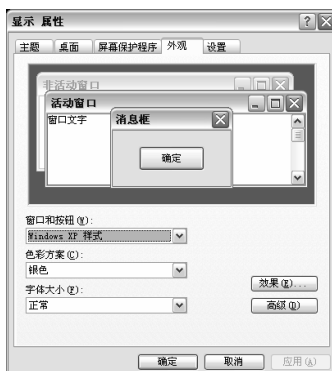 显示 属性
主题 桌面 屏幕保护程序 外观 设置
非活动窗口
活动窗口
窗口文字
消息框
确定
窗口和按钮(W):
Windows XP 样式
色彩方案(C):
银色
字体大小(F):
正常
效果(E)...
高级(D)
确定 取消 应用(A)